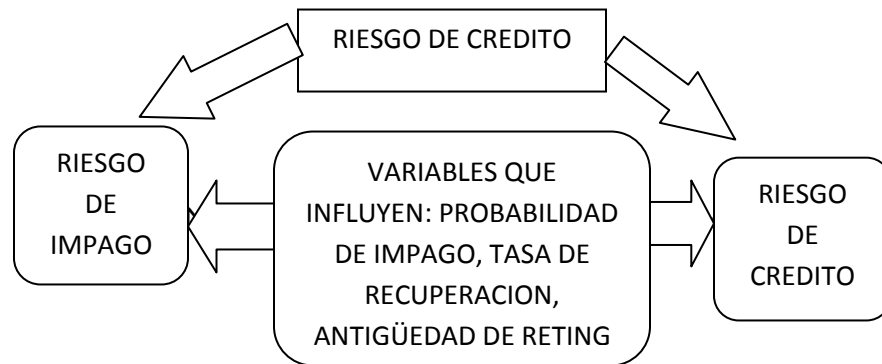 RIESGO DE CREDITO
RIESGO
DE
IMPAGO
VARIABLES QUE
INFLUYEN: PROBABILIDAD
DE IMPAGO, TASA DE
RECUPERACION,
ANTIGÜEDAD DE RETING
RIESGO
DE
CREDITO